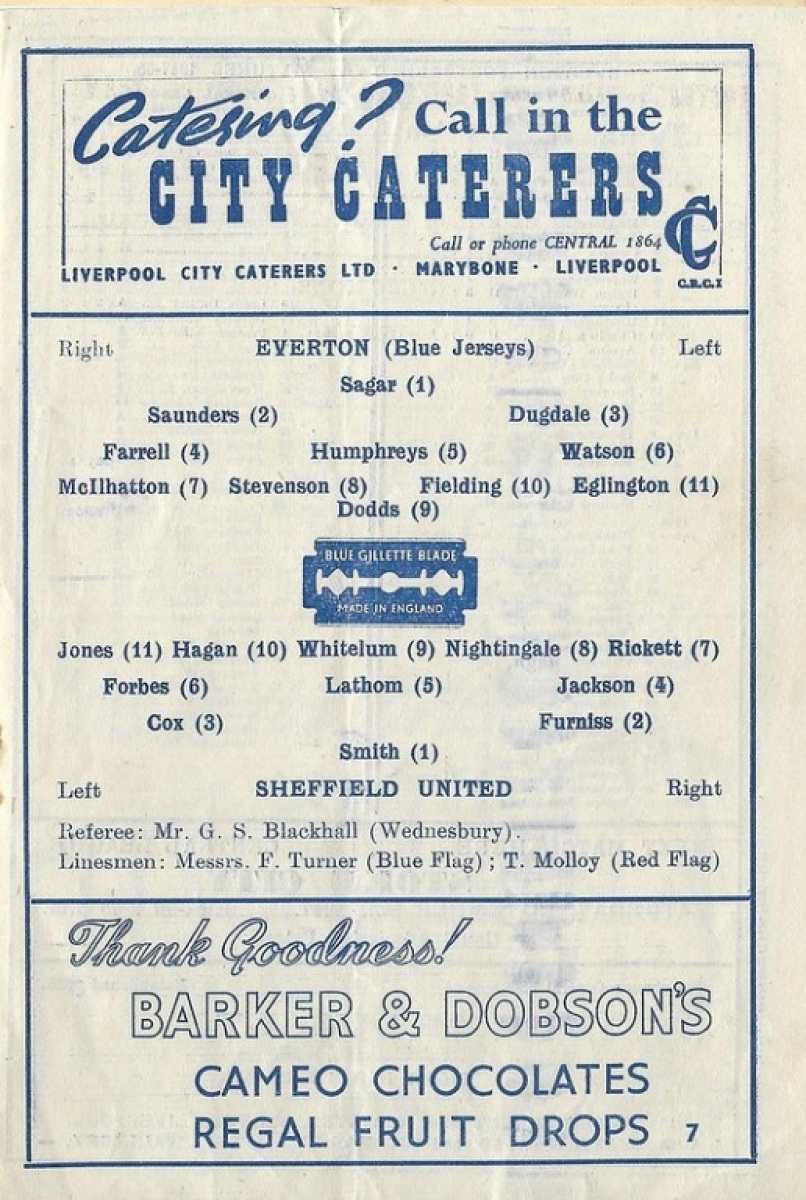 Catering? Call in the
CITY CATERERS
Call or phone CENTRAL 1864
LIVERPOOL CITY CATERERS LTD · MARYBONE · LIVERPOOL
CC
C.R.C.I
Right EVERTON (Blue Jerseys) Left
Sagar (1)
Saunders (2) Dugdale (3)
Farrell (4) Humphreys (5) Watson (6)
McIlhatton (7) Stevenson (8) Fielding (10) Eglington (11)
Dodds (9)
BLUE GILLETTE BLADE
MADE IN ENGLAND
Jones (11) Hagan (10) Whitelum (9) Nightingale (8) Rickett (7)
Forbes (6) Lathom (5) Jackson (4)
Cox (3) Furniss (2)
Smith (1)
Left SHEFFIELD UNITED Right
Referee: Mr. G. S. Blackhall (Wednesbury).
Linesmen: Messrs. F. Turner (Blue Flag); T. Molloy (Red Flag)
Thank Goodness!
BARKER & DOBSON'S
CAMEO CHOCOLATES
REGAL FRUIT DROPS 7